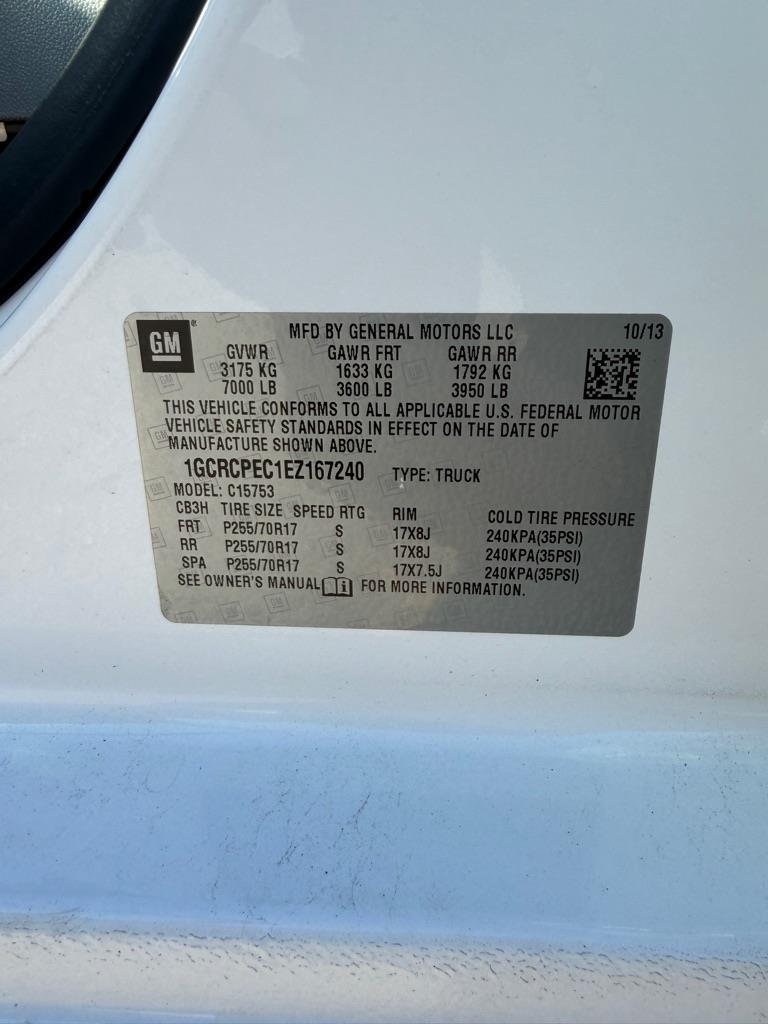 GM ® MFD BY GENERAL MOTORS LLC 10/13
GVWR GAWR FRT GAWR RR
3175 KG 1633 KG 1792 KG
7000 LB 3600 LB 3950 LB
THIS VEHICLE CONFORMS TO ALL APPLICABLE U.S. FEDERAL MOTOR
VEHICLE SAFETY STANDARDS IN EFFECT ON THE DATE OF
MANUFACTURE SHOWN ABOVE.
1GCRCPEC1EZ167240 TYPE: TRUCK
MODEL: C15753
CB3H TIRE SIZE SPEED RTG RIM COLD TIRE PRESSURE
FRT P255/70R17 S 17X8J 240KPA(35PSI)
RR P255/70R17 S 17X8J 240KPA(35PSI)
SPA P255/70R17 S 17X7.5J 240KPA(35PSI)
SEE OWNER'S MANUAL FOR MORE INFORMATION.